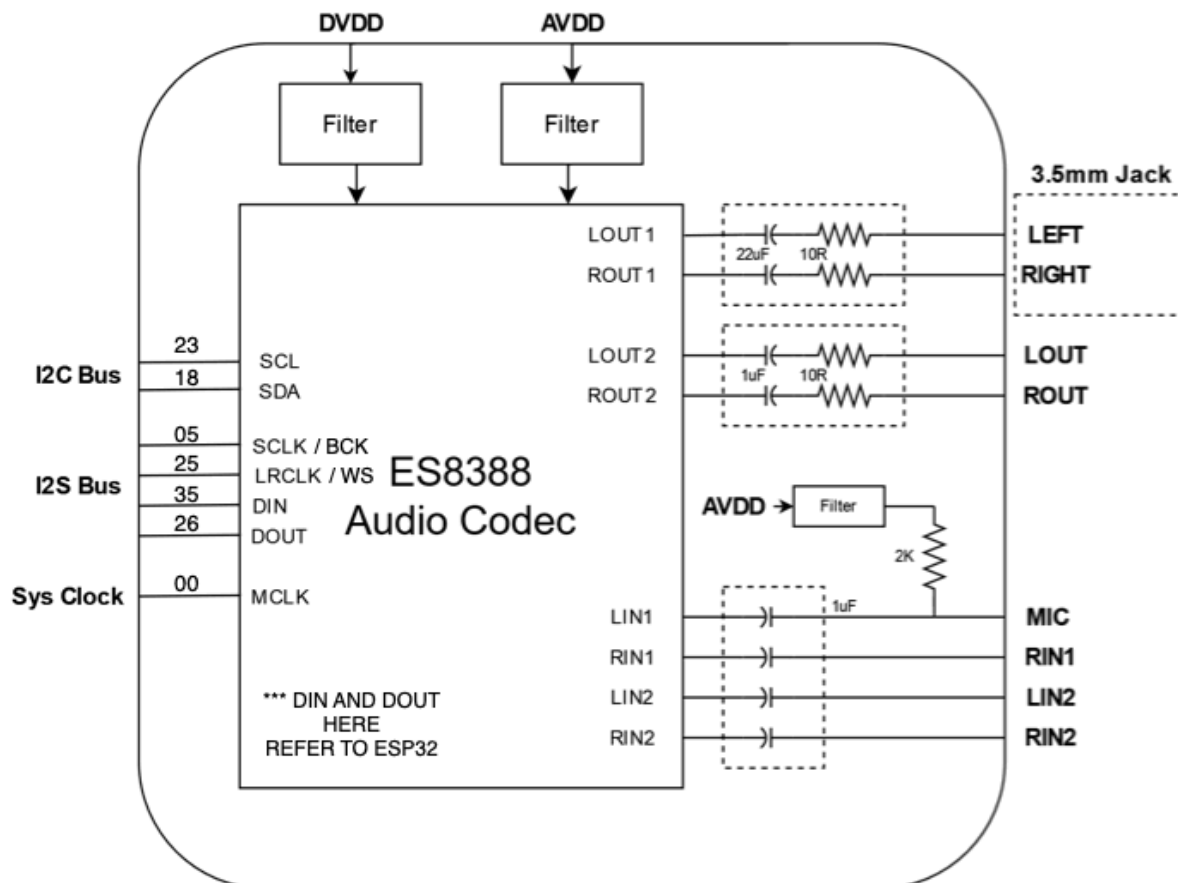 DVDD
AVDD
Filter
Filter
3.5mm Jack
LOUT1
22uF
10R
LEFT
ROUT1
RIGHT
LOUT2
1uF
10R
LOUT
ROUT2
ROUT
I2C Bus
23
SCL
18
SDA
I2S Bus
05
SCLK / BCK
25
LRCLK / WS
35
DIN
26
DOUT
Sys Clock
00
MCLK
ES8388
Audio Codec
AVDD
Filter
2K
LIN1
1uF
MIC
RIN1
RIN1
LIN2
LIN2
RIN2
RIN2
*** DIN AND DOUT
HERE
REFER TO ESP32